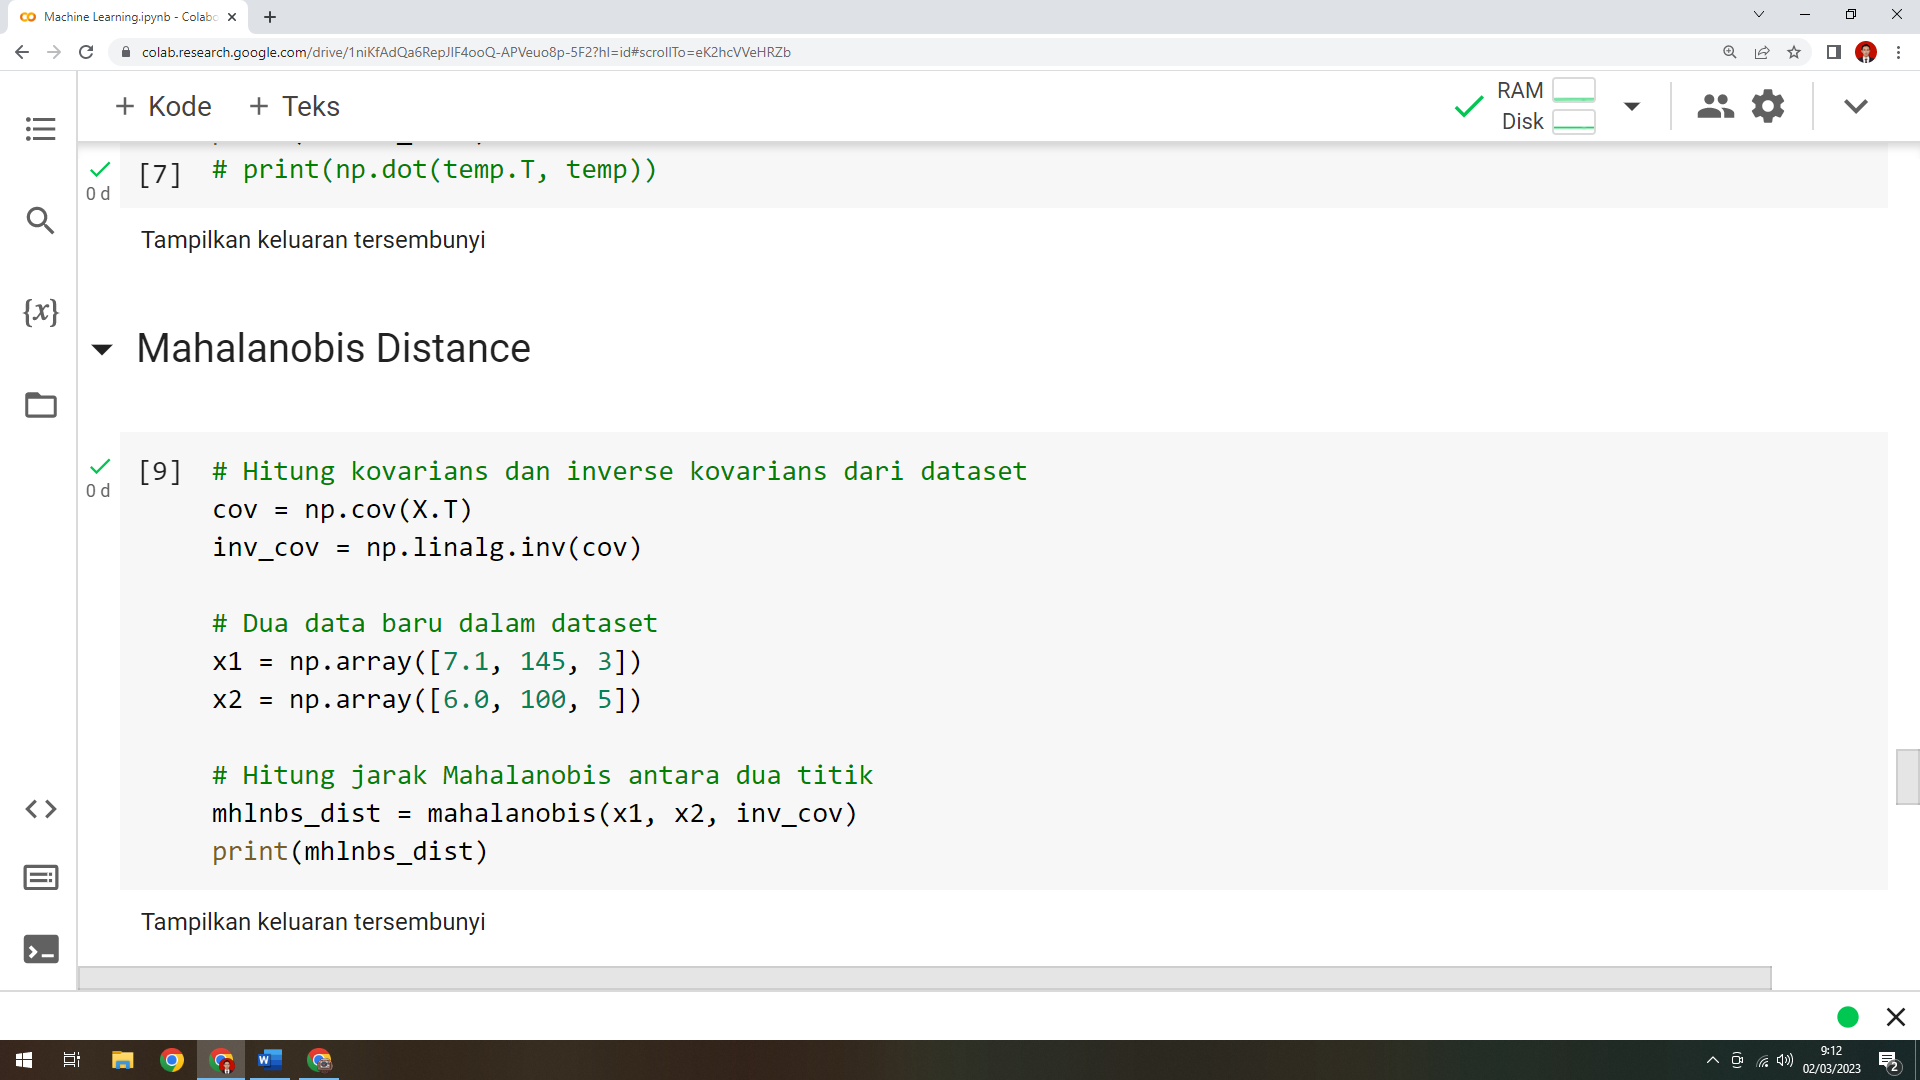 Machine Learning.ipynb - Colabo
colab.research.google.com/drive/1niKfAdQa6RepJlF4ooQ-APVeuo8p-5F2?hl=id#scrollTo=eK2hcVVeHRZb
+ Kode + Teks
RAM
Disk
[7] # print(np.dot(temp.T, temp))
0 d
Tampilkan keluaran tersembunyi
{x}
Mahalanobis Distance
[9] # Hitung kovarians dan inverse kovarians dari dataset
0 d
cov = np.cov(X.T)
inv_cov = np.linalg.inv(cov)
# Dua data baru dalam dataset
x1 = np.array([7.1, 145, 3])
x2 = np.array([6.0, 100, 5])
# Hitung jarak Mahalanobis antara dua titik
mhlnbs_dist = mahalanobis(x1, x2, inv_cov)
print(mhlnbs_dist)
Tampilkan keluaran tersembunyi
9:12
02/03/2023
2